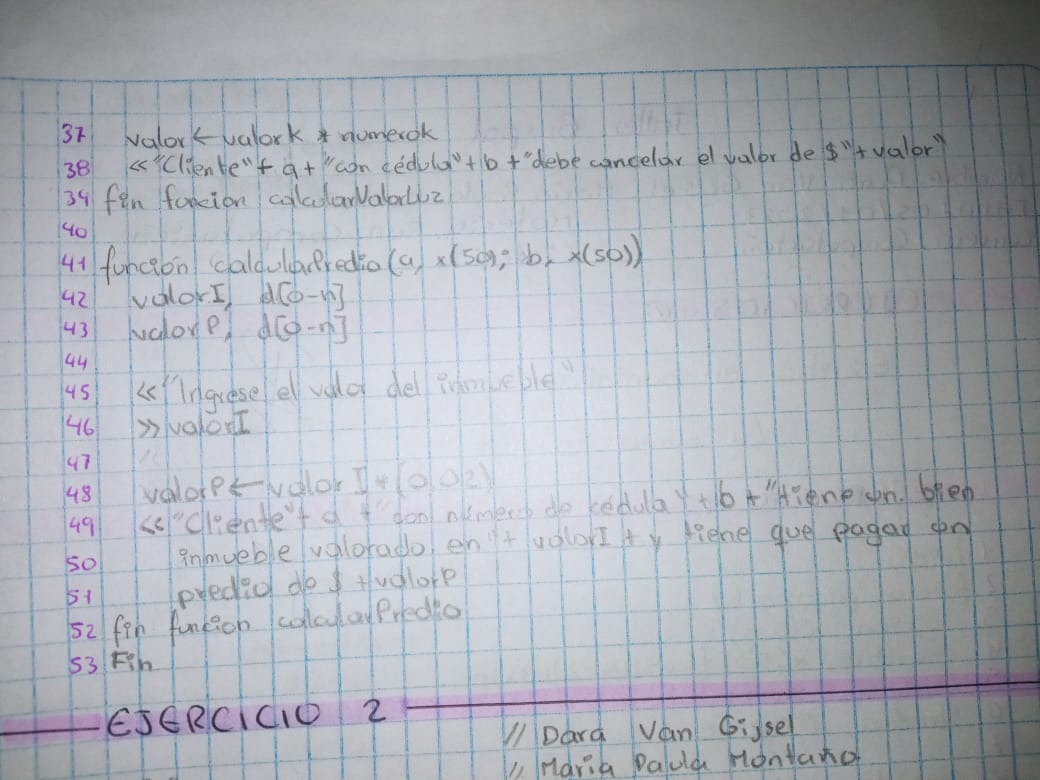 37 valor ← valork * numerok
38 << "Cliente" + a + "con cédula" + b + "debe cancelar el valor de $" + valor"
39 fin funcion calcularValorLuz
40
41 función calcularPredio (a, x(50); b, x(50))
42 valorI, d[0-n]
43 valorP, d[0-n]
44
45 << "Ingrese el valor del inmueble"
46 >> valorI
47
48 valorP ← valorI * (0.02)
49 << "Cliente" + a + "con número de cédula" + b + "tiene un bien
50 inmueble valorado en "+ valorI + y tiene que pagar un
51 predio de $ + valorP
52 fin funcion calcularPredio
53 Fin
EJERCICIO 2
// Dara Van Gijsel
// Maria Paula Montaño